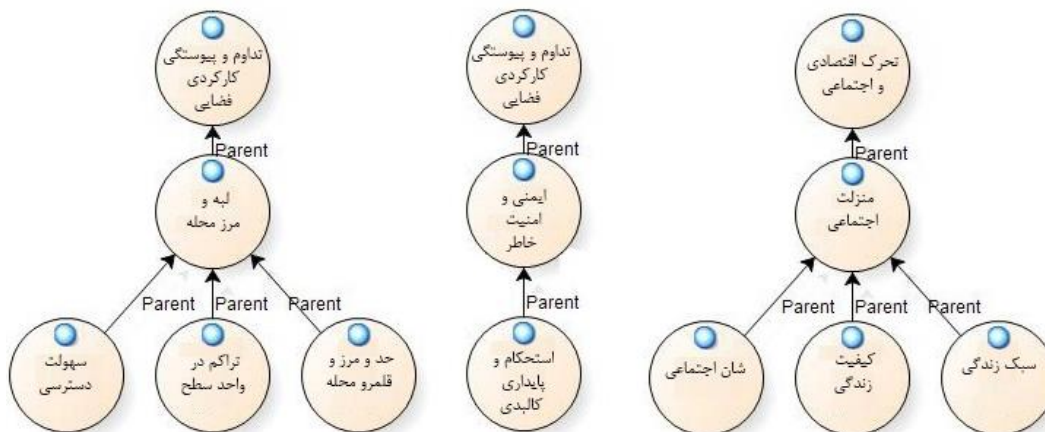 تداوم و پیوستگی
کارکردی
فضایی
Parent
لبه و
مرز محله
Parent
Parent
Parent
سهولت
دسترسی
تراکم در
واحد سطح
حد و مرز و
قلمرو محله
تداوم و پیوستگی
کارکردی
فضایی
Parent
ایمنی و
امنیت
خاطر
Parent
استحکام و
پایداری
کالبدی
تحرک اقتصادی
و اجتماعی
Parent
منزلت
اجتماعی
Parent
Parent
Parent
شان اجتماعی
کیفیت
زندگی
سبک زندگی